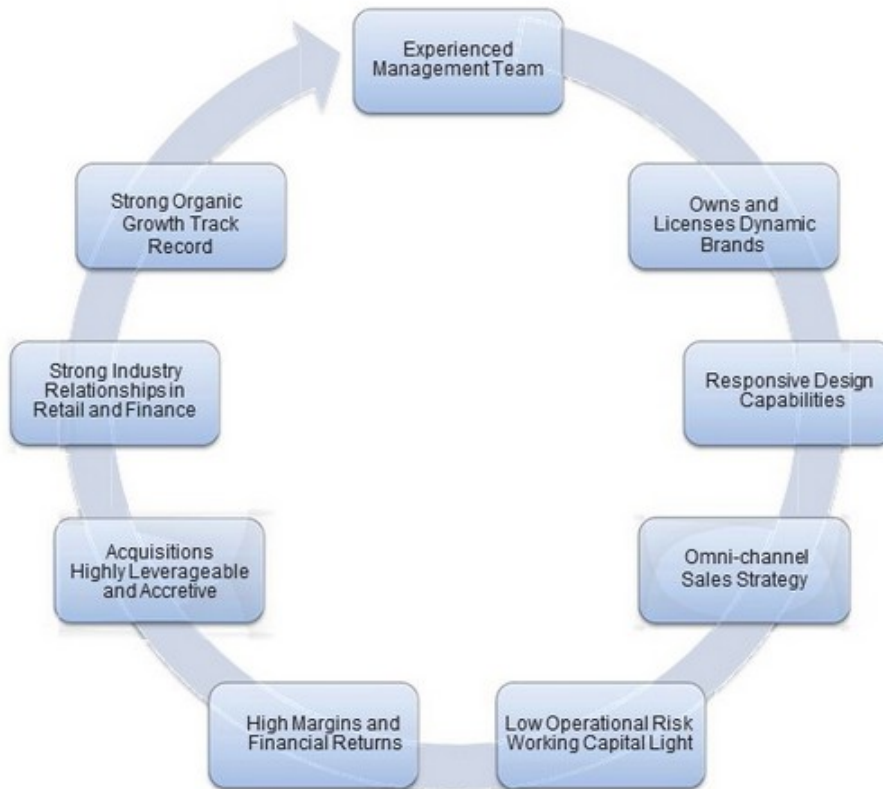 Experienced
Management Team
Owns and
Licenses Dynamic
Brands
Responsive Design
Capabilities
Omni-channel
Sales Strategy
Low Operational Risk
Working Capital Light
High Margins and
Financial Returns
Acquisitions
Highly Leverageable
and Accretive
Strong Industry
Relationships in
Retail and Finance
Strong Organic
Growth Track
Record